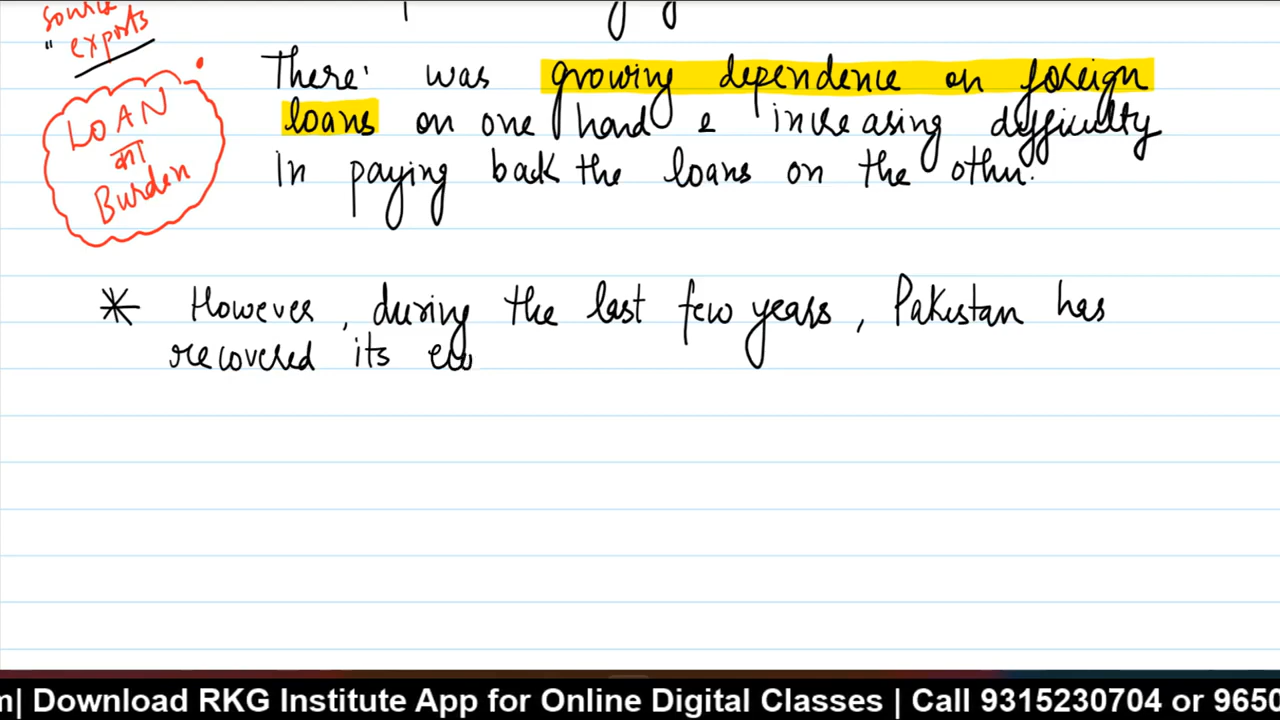 source
" exports
There was growing dependence on foreign
loans on one hand & increasing difficulty
In paying back the loans on the other.
LOAN
का
Burden
* However, during the last few years, Pakistan has
recovered its eco
m| Download RKG Institute App for Online Digital Classes | Call 9315230704 or 9650